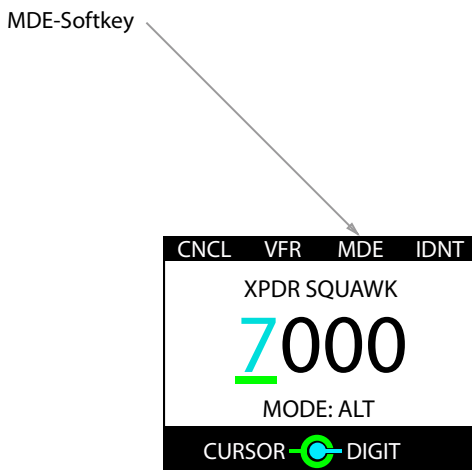 MDE-Softkey
CNCL VFR MDE IDNT
XPDR SQUAWK
7000
MODE: ALT
CURSOR DIGIT